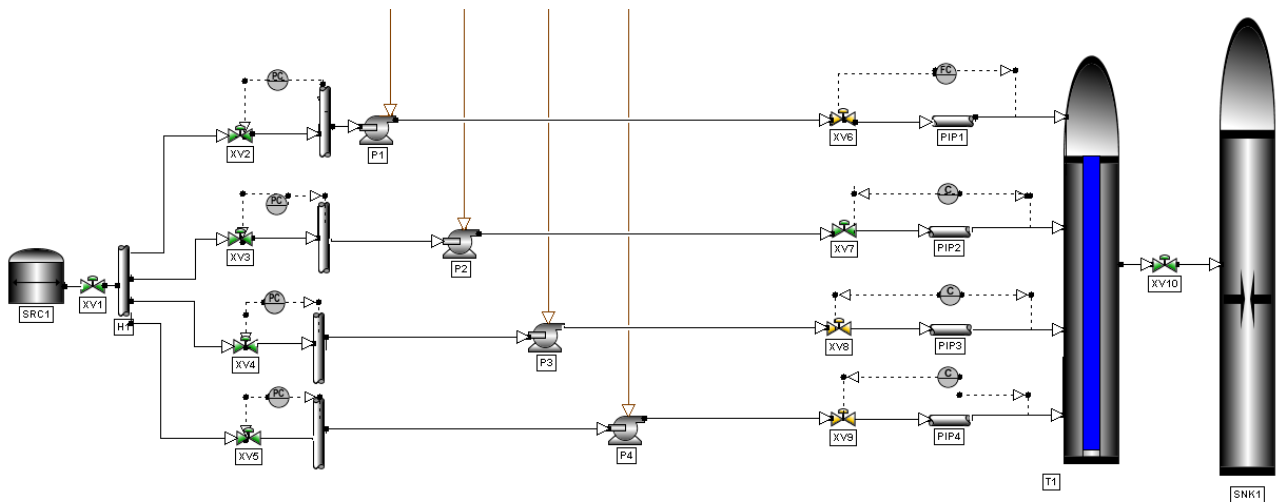 PC
FC
XV2
P1
XV6
PIP1
PC
C
XV3
P2
XV7
PIP2
SRC1
XV1
H1
XV10
PC
C
XV4
P3
XV8
PIP3
PC
C
XV5
P4
XV9
PIP4
T1
SNK1